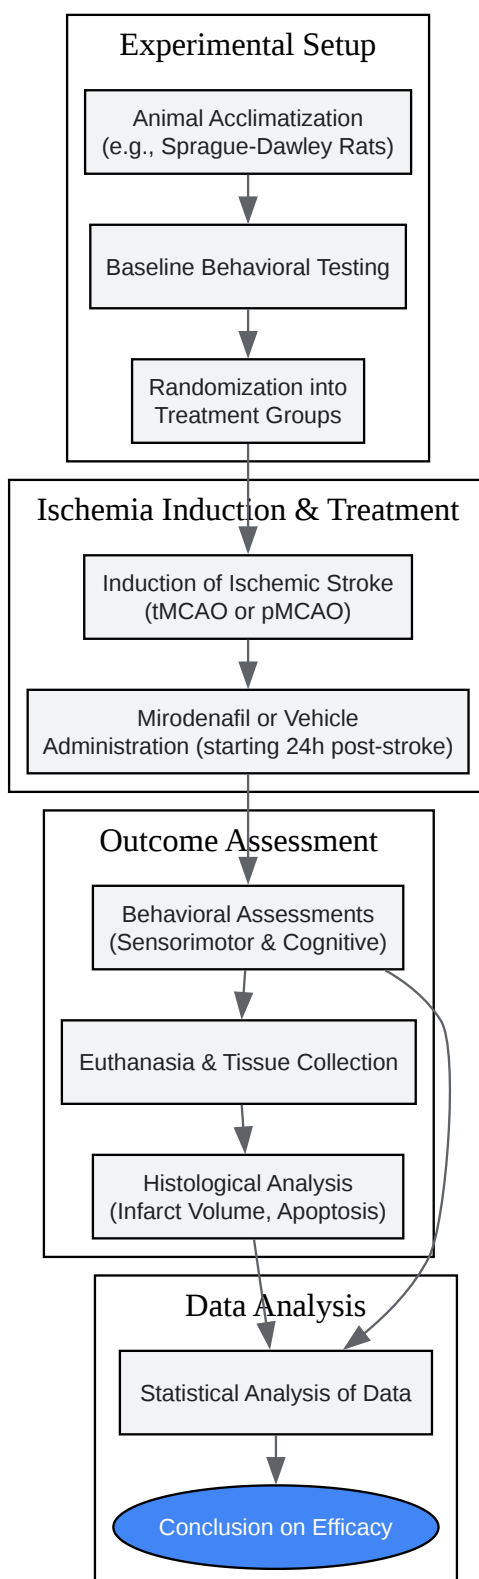 Experimental Setup
Animal Acclimatization
(e.g., Sprague-Dawley Rats)
Baseline Behavioral Testing
Randomization into
Treatment Groups
Ischemia Induction & Treatment
Induction of Ischemic Stroke
(tMCAO or pMCAO)
Mirodenafil or Vehicle
Administration (starting 24h post-stroke)
Outcome Assessment
Behavioral Assessments
(Sensorimotor & Cognitive)
Euthanasia & Tissue Collection
Histological Analysis
(Infarct Volume, Apoptosis)
Data Analysis
Statistical Analysis of Data
Conclusion on Efficacy